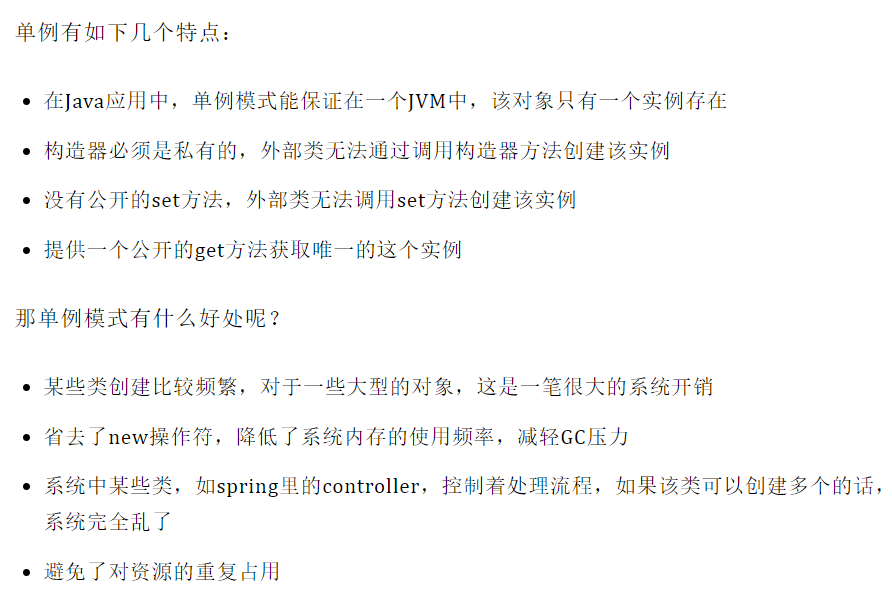 单例有如下几个特点：
• 在Java应用中，单例模式能保证在一个JVM中，该对象只有一个实例存在
• 构造器必须是私有的，外部类无法通过调用构造器方法创建该实例
• 没有公开的set方法，外部类无法调用set方法创建该实例
• 提供一个公开的get方法获取唯一的这个实例
那单例模式有什么好处呢？
• 某些类创建比较频繁，对于一些大型的对象，这是一笔很大的系统开销
• 省去了new操作符，降低了系统内存的使用频率，减轻GC压力
• 系统中某些类，如spring里的controller，控制着处理流程，如果该类可以创建多个的话，
系统完全乱了
• 避免了对资源的重复占用